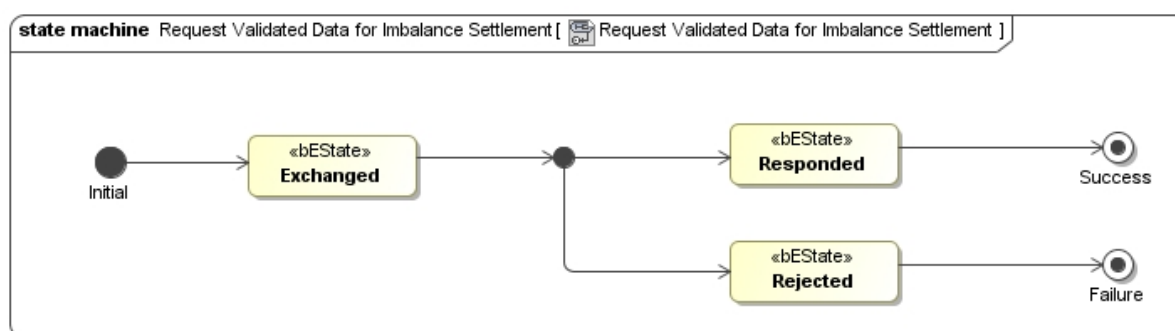 state machine Request Validated Data for Imbalance Settlement [ Request Validated Data for Imbalance Settlement ]
Initial
«bEState»
Exchanged
«bEState»
Responded
Success
«bEState»
Rejected
Failure